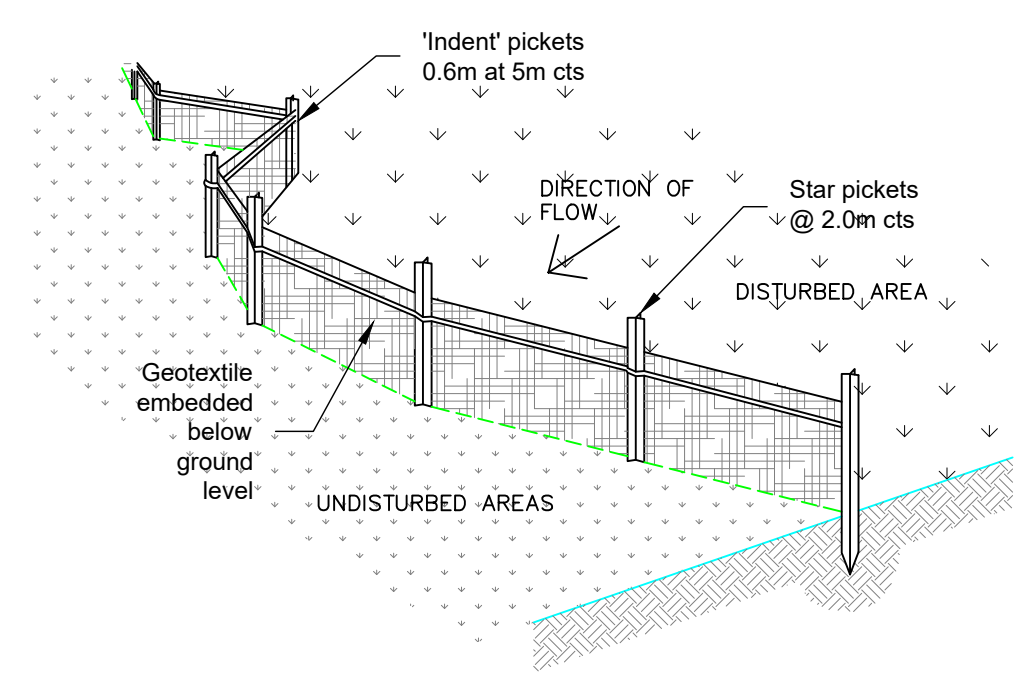 'Indent' pickets
0.6m at 5m cts
DIRECTION OF
FLOW
Star pickets
@ 2.0m cts
DISTURBED AREA
Geotextile
embedded
below
ground
level
UNDISTURBED AREAS